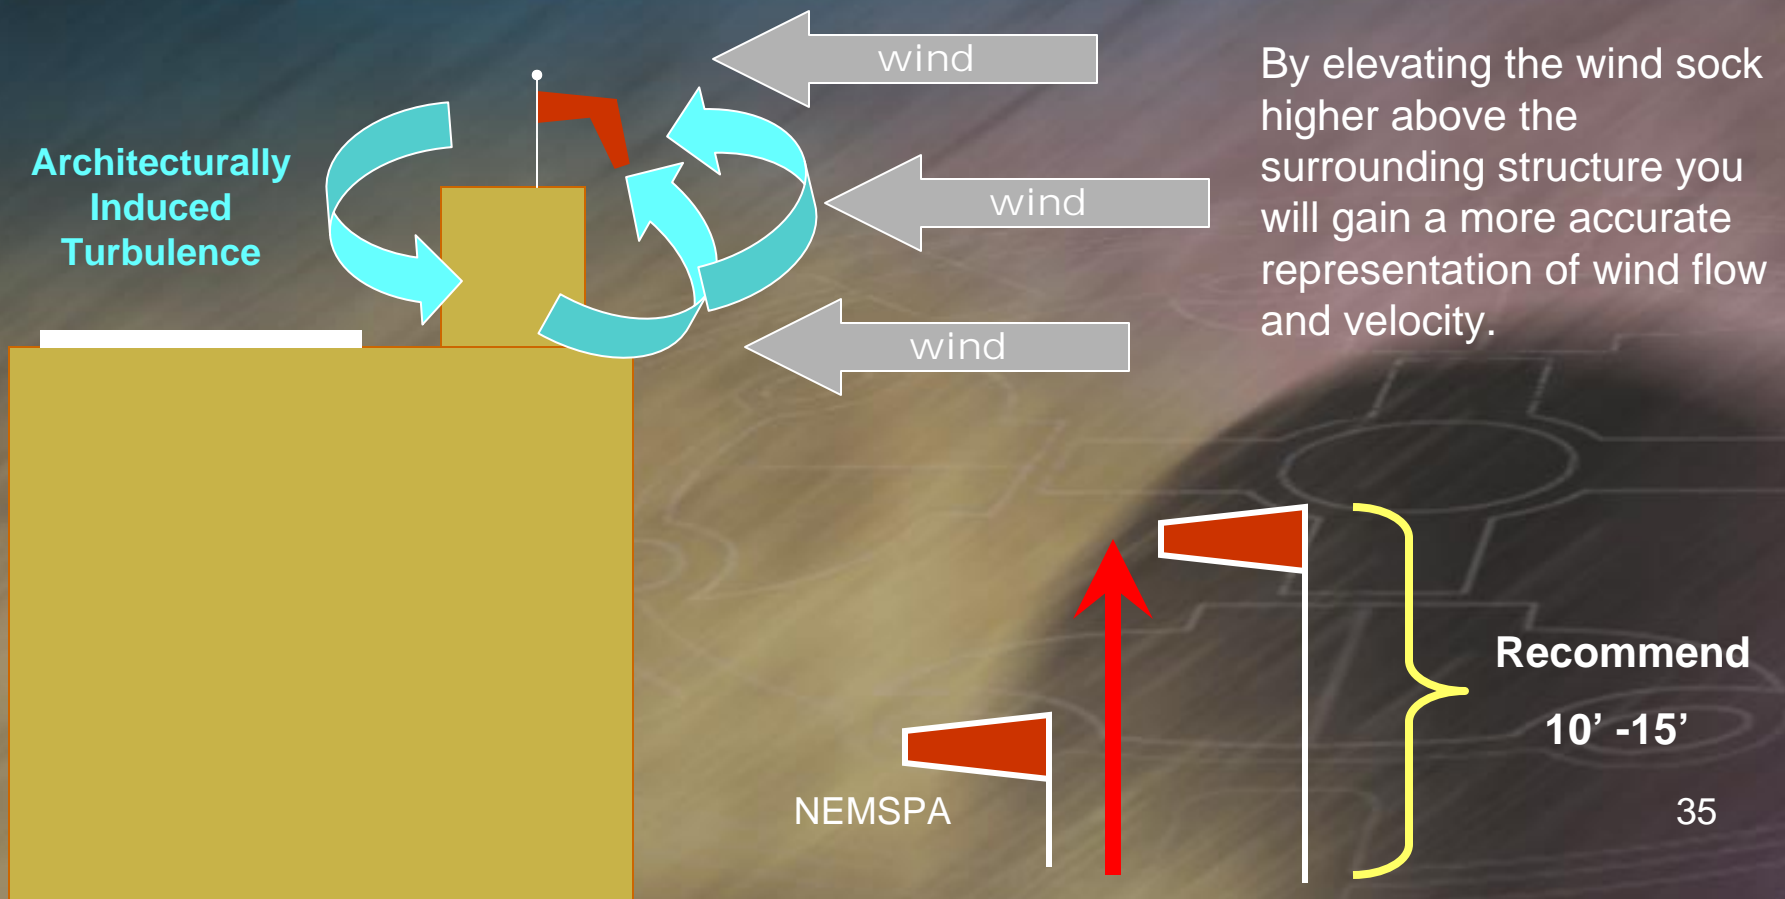 wind
By elevating the wind sock
higher above the
surrounding structure you
will gain a more accurate
representation of wind flow
and velocity.
Architecturally
Induced
Turbulence
wind
wind
Recommend
10’ -15’
NEMSPA
35